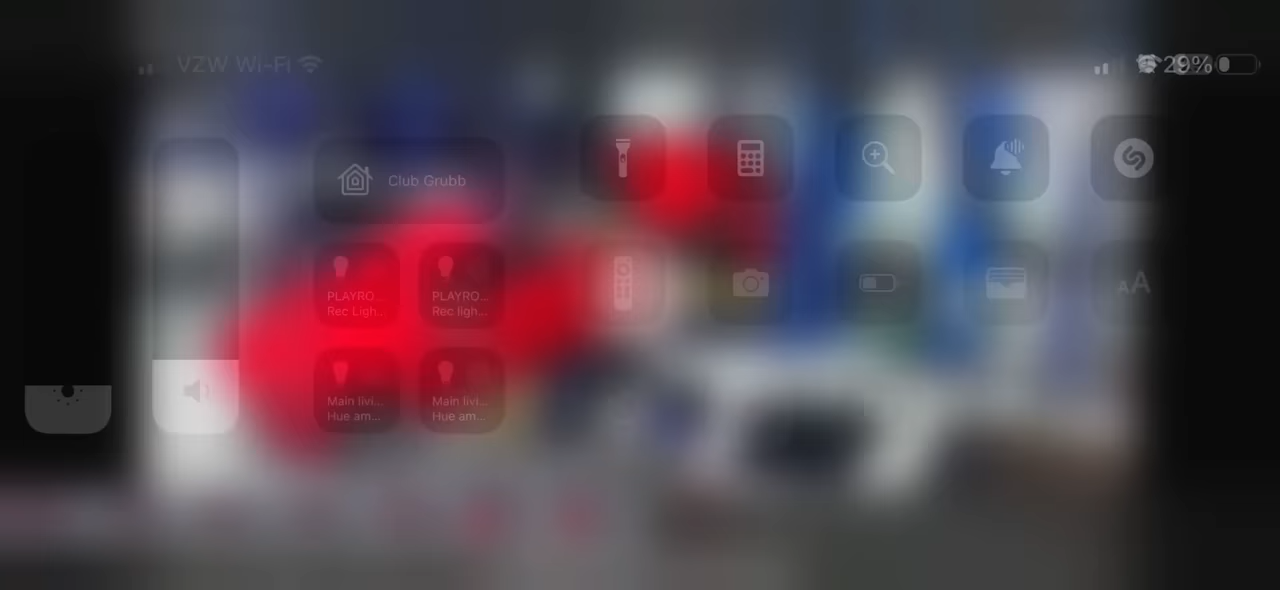 VZW Wi-Fi
29%
Club Grubb
PLAYRO...
Rec Ligh...
PLAYRO...
Rec ligh...
Main livi...
Hue am...
Main livi...
Hue am...
AA